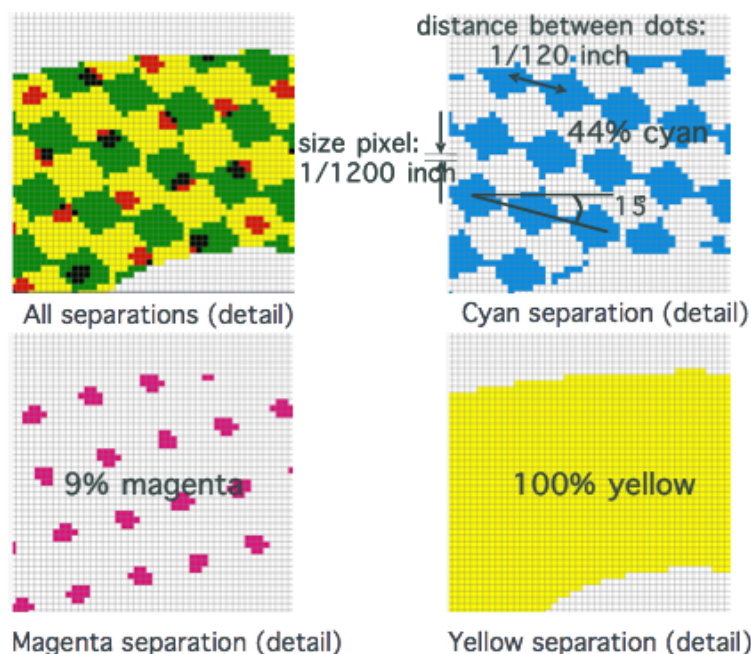 distance between dots:
1/120 inch
44% cyan
size pixel:
1/1200 inch
15°
All separations (detail)
Cyan separation (detail)
9% magenta
100% yellow
Magenta separation (detail)
Yellow separation (detail)